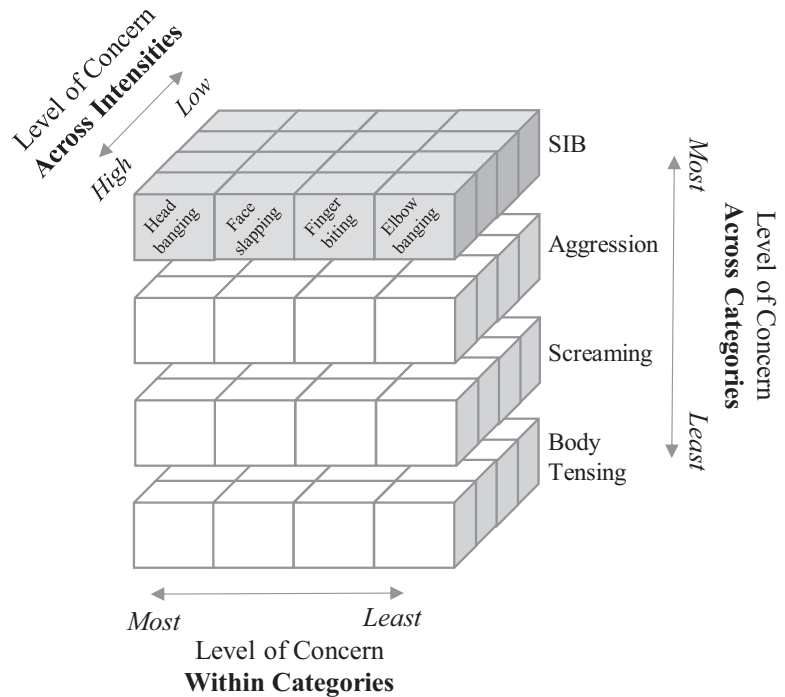 Level of Concern
Across Intensities
Low
High
SIB
Head
banging
Face
slapping
Finger
biting
Elbow
banging
Aggression
Screaming
Body
Tensing
Most
Least
Level of Concern
Across Categories
Most
Least
Level of Concern
Within Categories